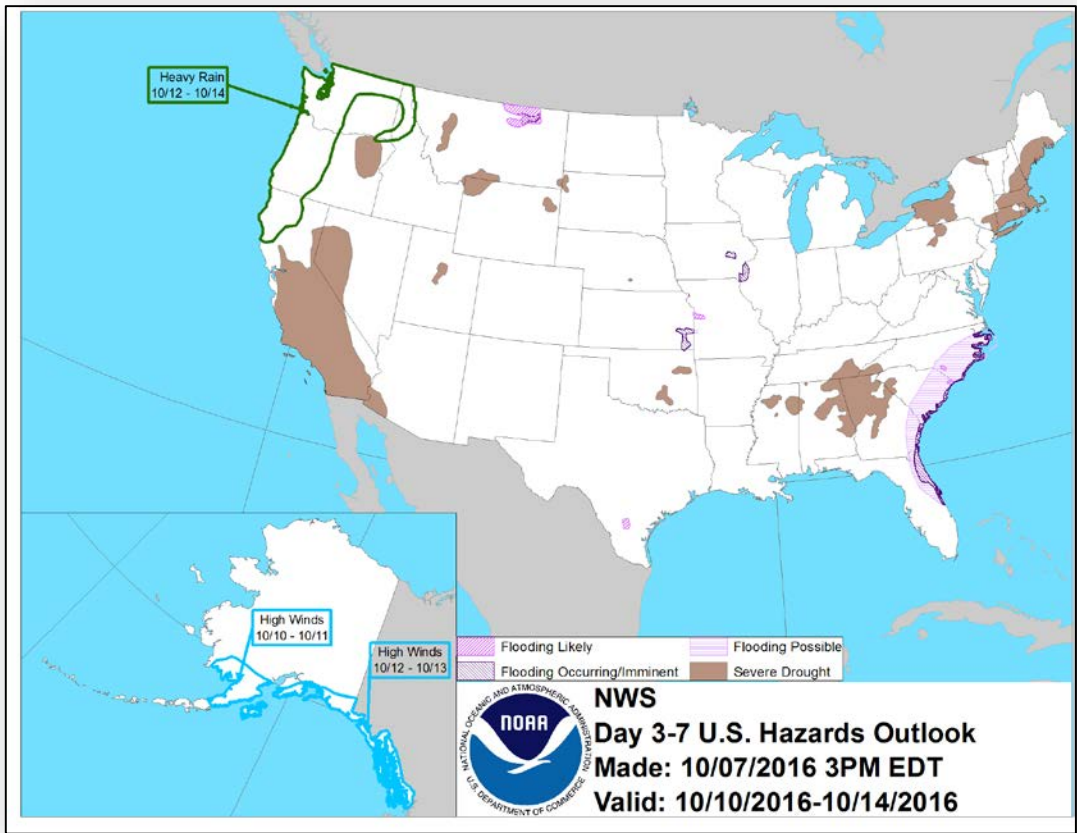 Heavy Rain
10/12 - 10/14
High Winds
10/10 - 10/11
High Winds
10/12 - 10/13
Flooding Likely
Flooding Possible
Flooding Occurring/Imminent
Severe Drought
NATIONAL OCEANIC AND ATMOSPHERIC ADMINISTRATION
NOAA
U.S. DEPARTMENT OF COMMERCE
NWS
Day 3-7 U.S. Hazards Outlook
Made: 10/07/2016 3PM EDT
Valid: 10/10/2016-10/14/2016